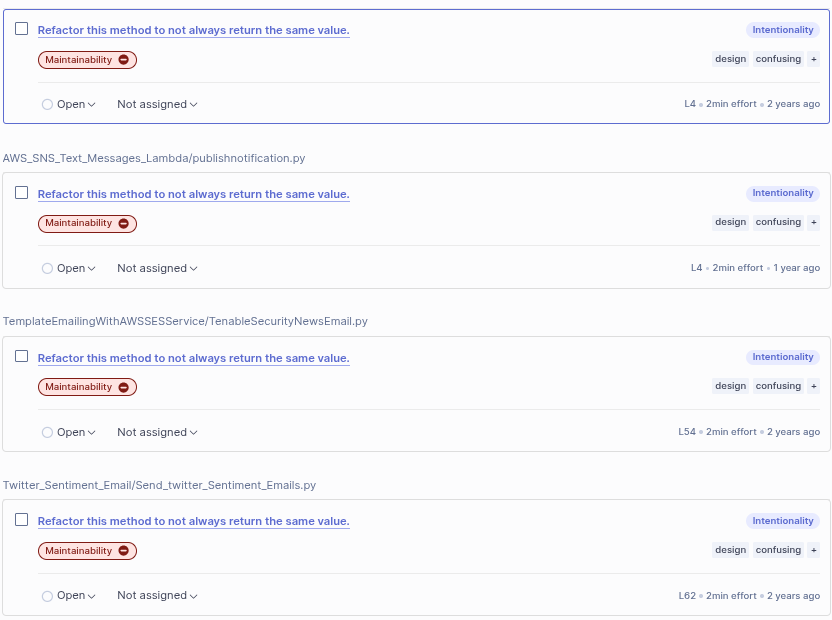 Refactor this method to not always return the same value.
Intentionality
Maintainability
design confusing +
Open Not assigned
L4 • 2min effort • 2 years ago
AWS_SNS_Text_Messages_Lambda/publishnotification.py
Refactor this method to not always return the same value.
Intentionality
Maintainability
design confusing +
Open Not assigned
L4 • 2min effort • 1 year ago
TemplateEmailingWithAWSSESService/TenableSecurityNewsEmail.py
Refactor this method to not always return the same value.
Intentionality
Maintainability
design confusing +
Open Not assigned
L54 • 2min effort • 2 years ago
Twitter_Sentiment_Email/Send_twitter_Sentiment_Emails.py
Refactor this method to not always return the same value.
Intentionality
Maintainability
design confusing +
Open Not assigned
L62 • 2min effort • 2 years ago